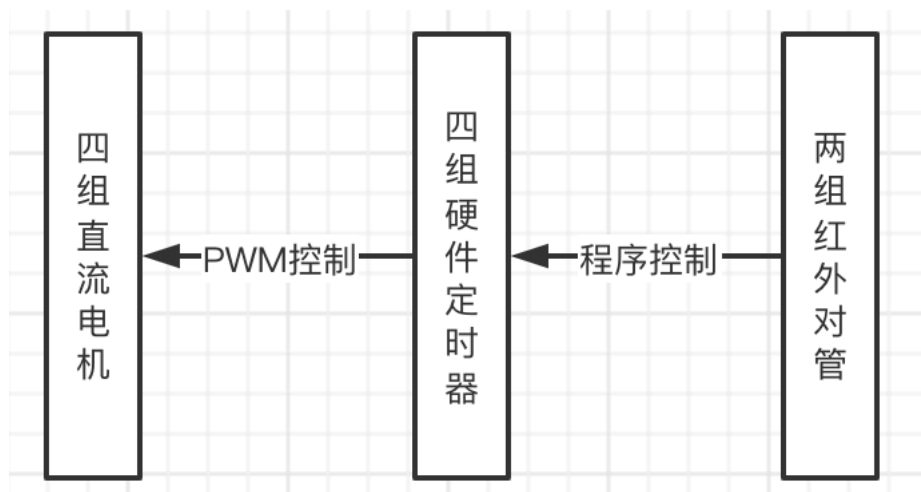 四组直流电机
PWM控制
四组硬件定时器
程序控制
两组红外对管